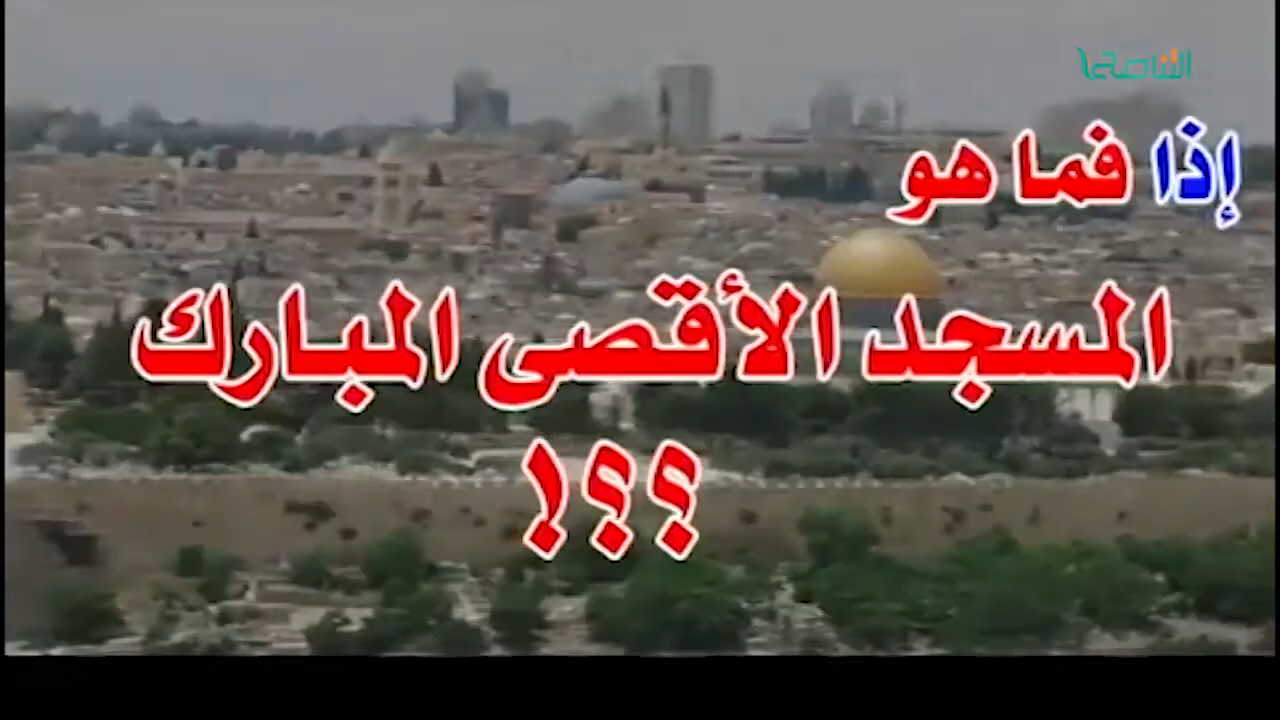 إذا فما هو
المسجد الأقصى المبارك
؟؟!